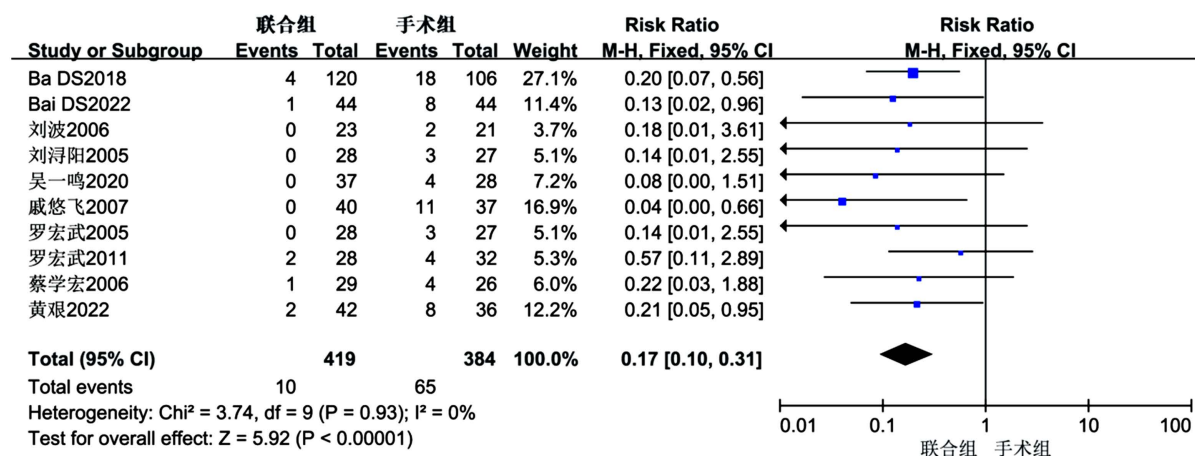 联合组 手术组 Risk Ratio Risk Ratio
Study or Subgroup Events Total Events Total Weight M-H, Fixed, 95% CI M-H, Fixed, 95% CI
Ba DS2018 4 120 18 106 27.1% 0.20 [0.07, 0.56]
Bai DS2022 1 44 8 44 11.4% 0.13 [0.02, 0.96]
刘波2006 0 23 2 21 3.7% 0.18 [0.01, 3.61]
刘浔阳2005 0 28 3 27 5.1% 0.14 [0.01, 2.55]
吴一鸣2020 0 37 4 28 7.2% 0.08 [0.00, 1.51]
戚悠飞2007 0 40 11 37 16.9% 0.04 [0.00, 0.66]
罗宏武2005 0 28 3 27 5.1% 0.14 [0.01, 2.55]
罗宏武2011 2 28 4 32 5.3% 0.57 [0.11, 2.89]
蔡学宏2006 1 29 4 26 6.0% 0.22 [0.03, 1.88]
黄艰2022 2 42 8 36 12.2% 0.21 [0.05, 0.95]
Total (95% CI) 419 384 100.0% 0.17 [0.10, 0.31]
Total events 10 65
Heterogeneity: Chi² = 3.74, df = 9 (P = 0.93); I² = 0%
Test for overall effect: Z = 5.92 (P < 0.00001)
0.01 0.1 1 10 100
联合组 手术组